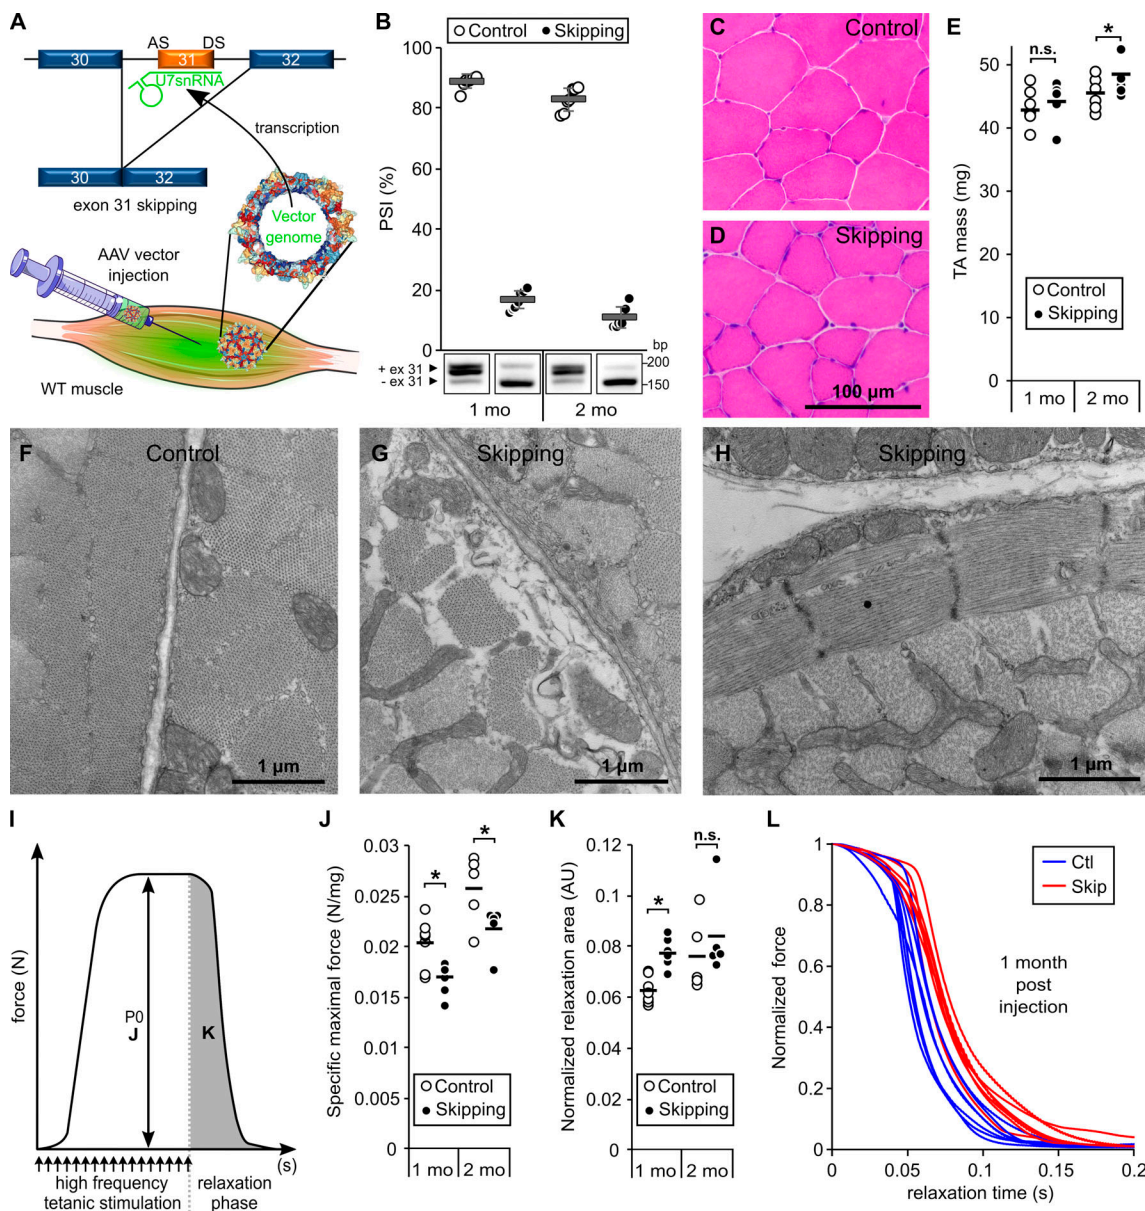 A
AS
DS
30
31
32
U7snRNA
transcription
30
32
exon 31 skipping
Vector
genome
AAV vector
injection
WT muscle
B
Control
Skipping
PSI (%)
100
80
60
40
20
0
bp
+ ex 31
- ex 31
200
150
1 mo
2 mo
C
Control
D
Skipping
100 µm
E
n.s.
*
TA mass (mg)
50
40
30
20
10
0
Control
Skipping
1 mo
2 mo
F
Control
1 µm
G
Skipping
1 µm
H
Skipping
1 µm
I
force (N)
P0
J
K
(s)
high frequency
tetanic stimulation
relaxation
phase
J
Specific maximal force (N/mg)
0.03
0.025
0.02
0.015
0.01
0.005
0
*
*
Control
Skipping
1 mo
2 mo
K
Normalized relaxation area (AU)
0.12
0.1
0.08
0.06
0.04
0.02
0
*
n.s.
Control
Skipping
1 mo
2 mo
L
Normalized force
1
0.8
0.6
0.4
0.2
0
Ctl
Skip
1 month
post
injection
0
0.05
0.1
0.15
0.2
relaxation time (s)